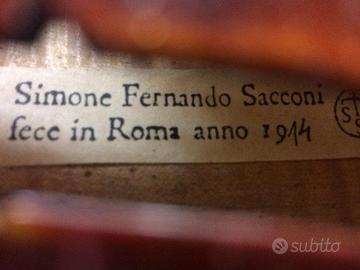 Simone Fernando Sacconi
fece in Roma anno 1914
subito